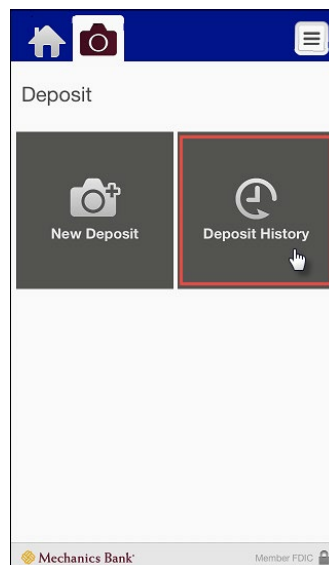 Deposit
New Deposit
Deposit History
Mechanics Bank
Member FDIC